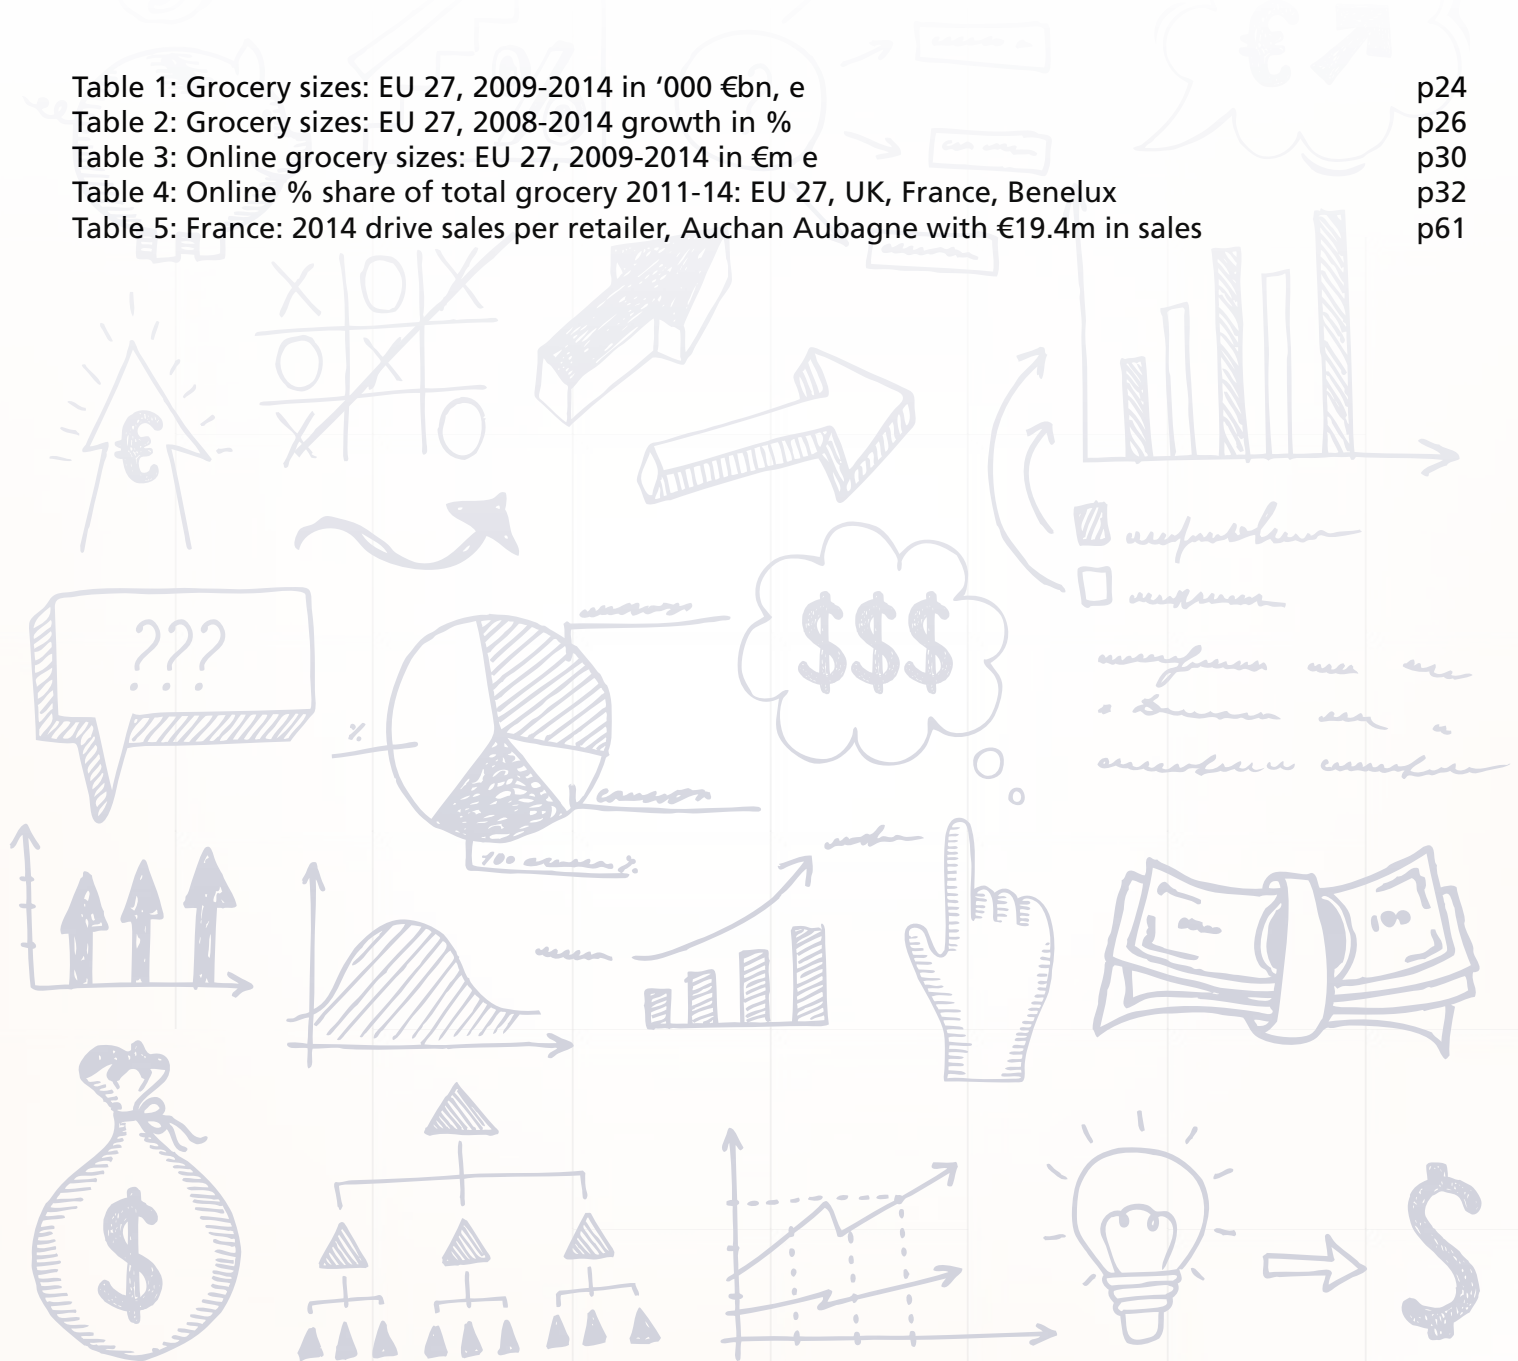 Table 1: Grocery sizes: EU 27, 2009-2014 in ‘000 €bn, e p24
Table 2: Grocery sizes: EU 27, 2008-2014 growth in % p26
Table 3: Online grocery sizes: EU 27, 2009-2014 in €m e p30
Table 4: Online % share of total grocery 2011-14: EU 27, UK, France, Benelux p32
Table 5: France: 2014 drive sales per retailer, Auchan Aubagne with €19.4m in sales p61
% €
X O X
O X
X O
€
???
$$$
%
100 %
100
$
$